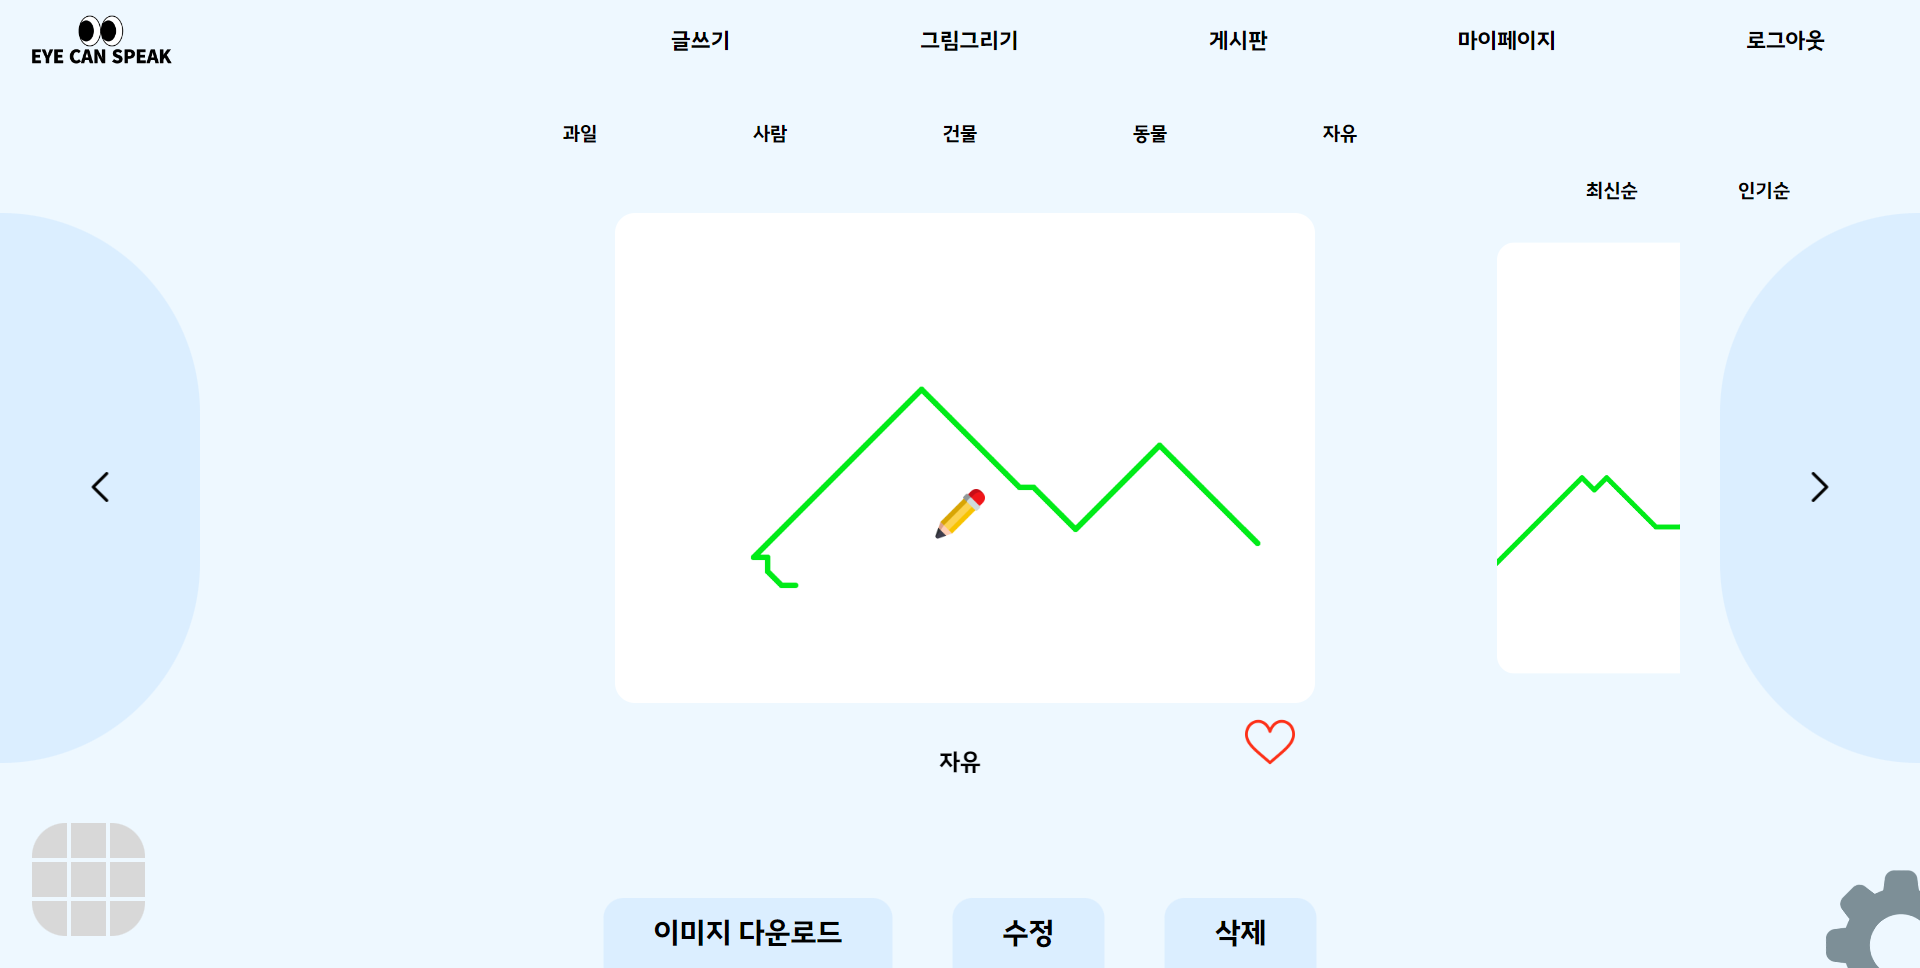 EYE CAN SPEAK
글쓰기 그림그리기 게시판 마이페이지 로그아웃
과일 사람 건물 동물 자유
최신순 인기순
자유
이미지 다운로드 수정 삭제